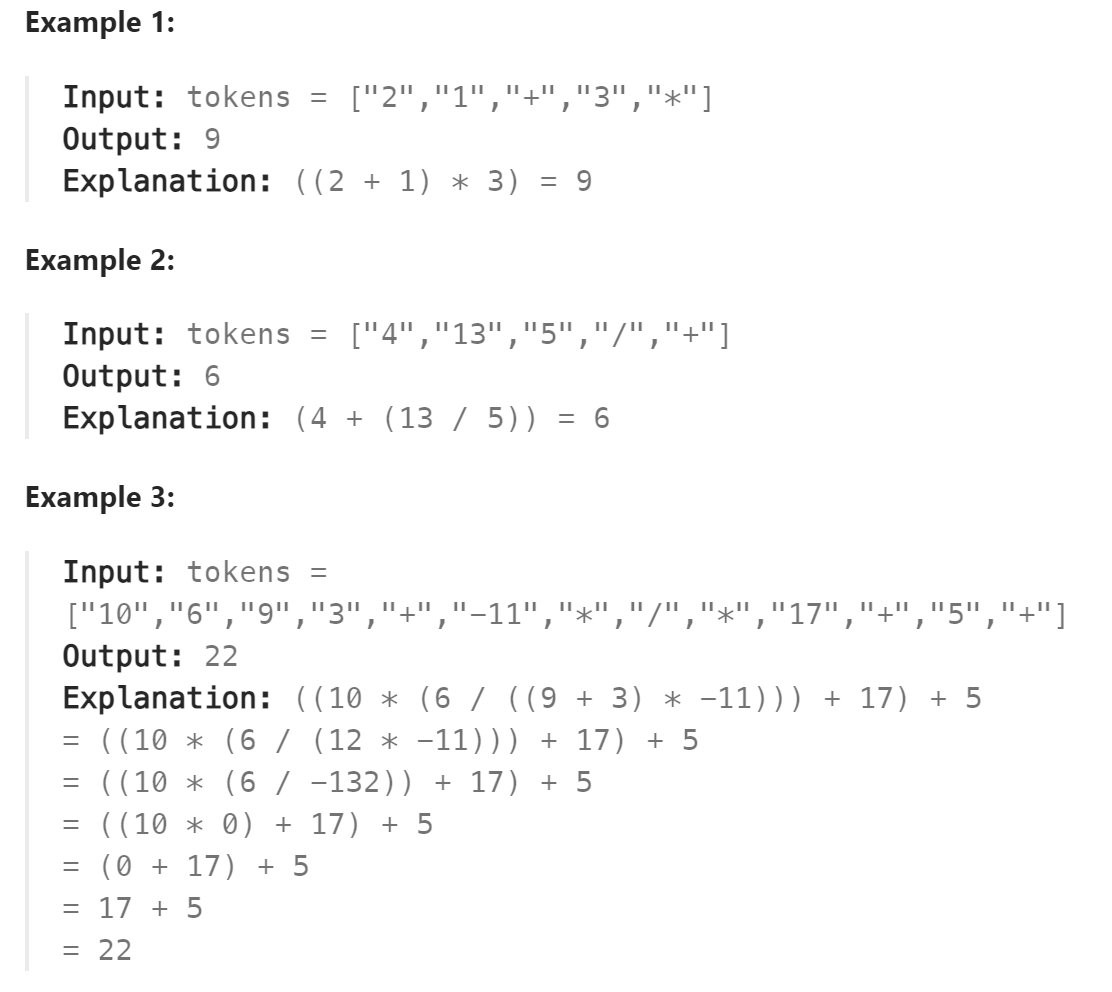 Example 1:
Input: tokens = ["2","1","+","3","*"]
Output: 9
Explanation: ((2 + 1) * 3) = 9
Example 2:
Input: tokens = ["4","13","5","/","+"]
Output: 6
Explanation: (4 + (13 / 5)) = 6
Example 3:
Input: tokens =
["10","6","9","3","+","-11","*","/","*","17","+","5","+"]
Output: 22
Explanation: ((10 * (6 / ((9 + 3) * -11))) + 17) + 5
= ((10 * (6 / (12 * -11))) + 17) + 5
= ((10 * (6 / -132)) + 17) + 5
= ((10 * 0) + 17) + 5
= (0 + 17) + 5
= 17 + 5
= 22